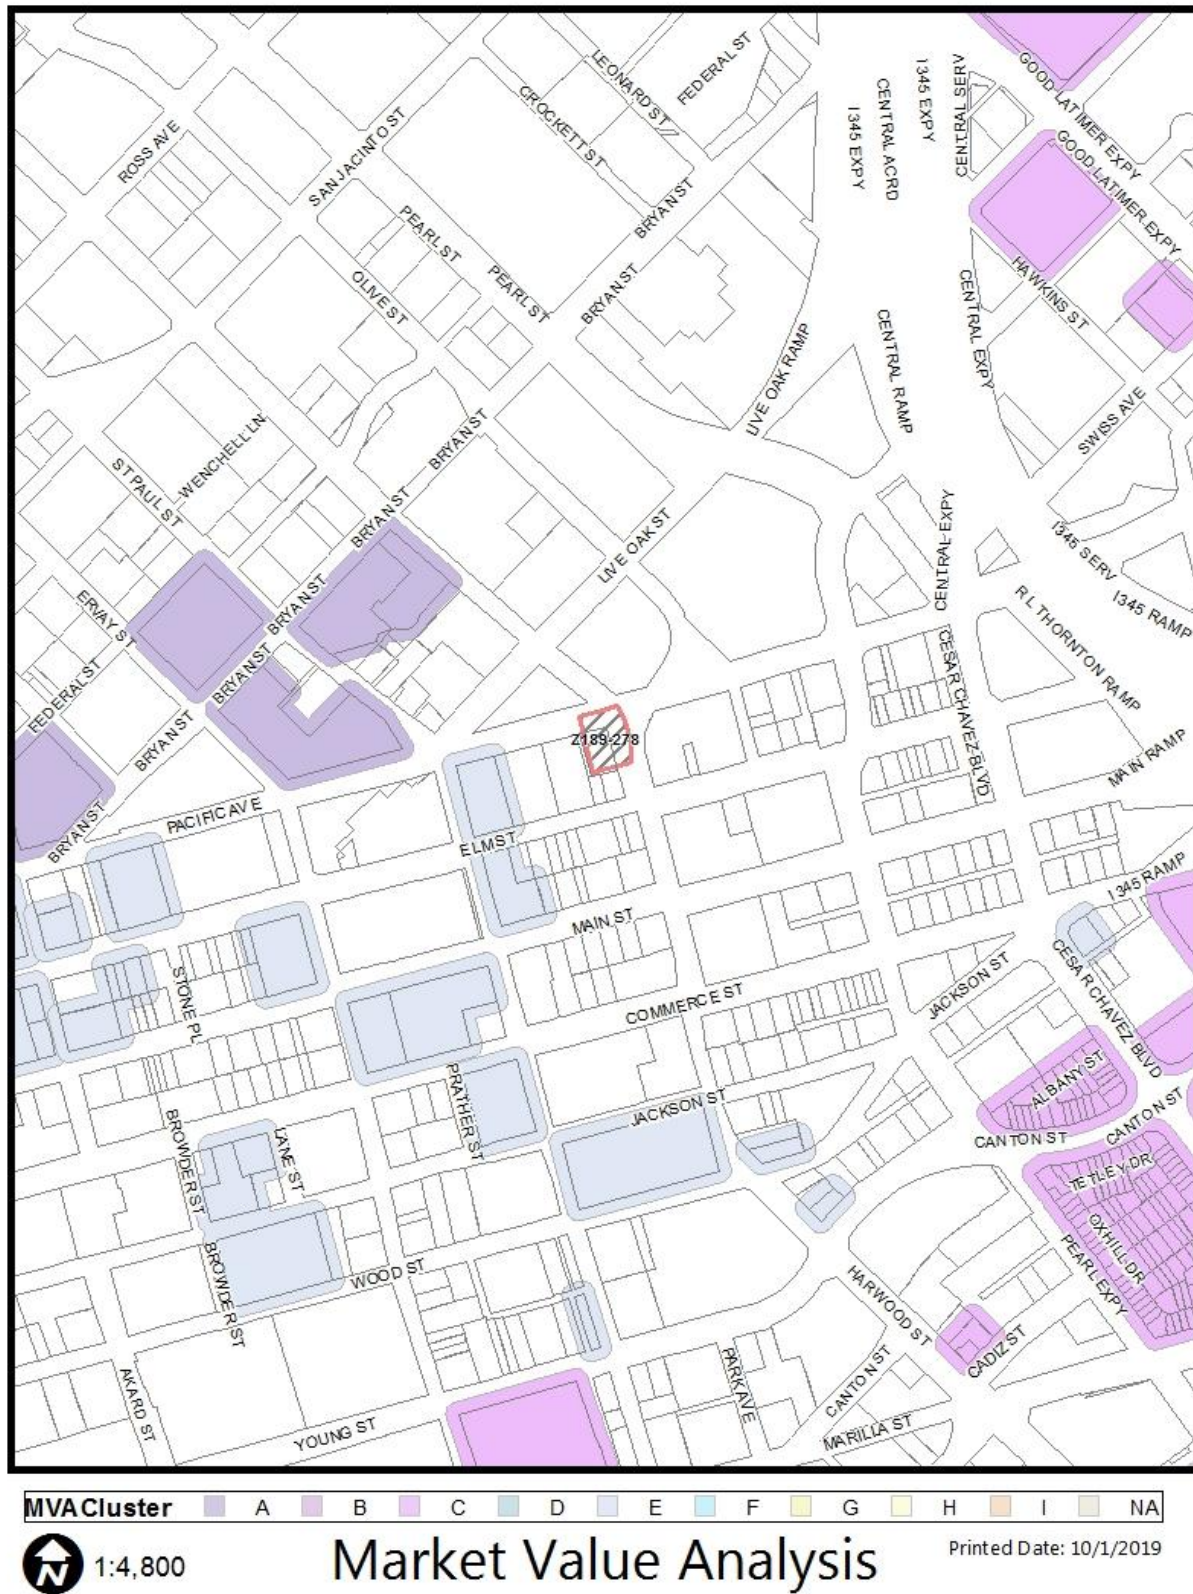 LEONARD ST
FEDERAL ST
CROCKETT ST
ROSS AVE
SAN JACINTO ST
PEARL ST
PEARL ST
OLIVE ST
BRYAN ST
BRYAN ST
I345 EXPY
CENTRAL ACRD
I345 EXPY
CENTRAL SERV
GOOD LATIMER EXPY
GOOD LATIMER EXPY
HAWKINS ST
CENTRAL EXPY
CENTRAL RAMP
LIVE OAK RAMP
SWISS AVE
WENCHELL LN
ST PAUL ST
BRYAN ST
BRYAN ST
LIVE OAK ST
CENTRAL EXPY
I345 SERV
I345 RAMP
R L THORNTON RAMP
ERVAY ST
BRYAN ST
BRYAN ST
FEDERAL ST
BRYAN ST
CESAR CHAVEZ BLVD
Z189-278
MAIN RAMP
BRYAN ST
PACIFIC AVE
ELM ST
I345 RAMP
MAIN ST
STONE PL
COMMERCE ST
JACKSON ST
CESAR CHAVEZ BLVD
ALBANY ST
PRATHER ST
JACKSON ST
CANTON ST
CANTON ST
BROWDER ST
LANE ST
TETLEY DR
OXHILL DR
PEARL EXPY
BROWDER ST
WOOD ST
HARWOOD ST
CADIZ ST
PARK AVE
CANTON ST
AKARD ST
YOUNG ST
MARILLA ST
MVA Cluster A B C D E F G H I NA
N 1:4,800 Market Value Analysis Printed Date: 10/1/2019